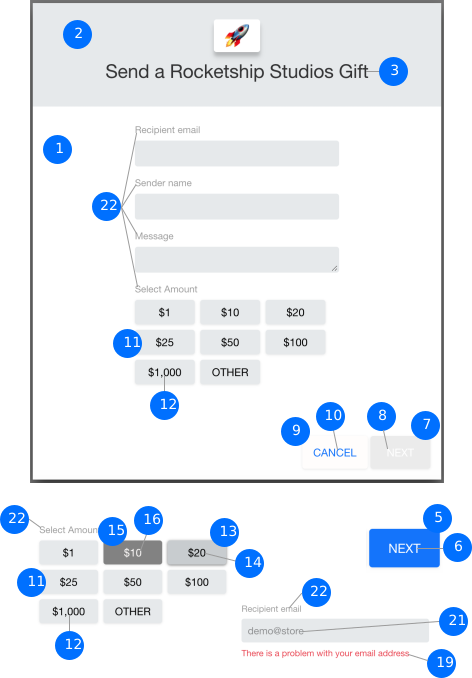 2
Send a Rocketship Studios Gift 3
1
Recipient email
Sender name
22
Message
Select Amount
$1 $10 $20
11 $25 $50 $100
$1,000 OTHER
12
10 8 7
9
CANCEL NEXT
22 Select Amount 15 16 13
$1 $10 $20
14
11 $25 $50 $100
$1,000 OTHER
12
5
NEXT 6
22
Recipient email
demo@store 21
There is a problem with your email address 19